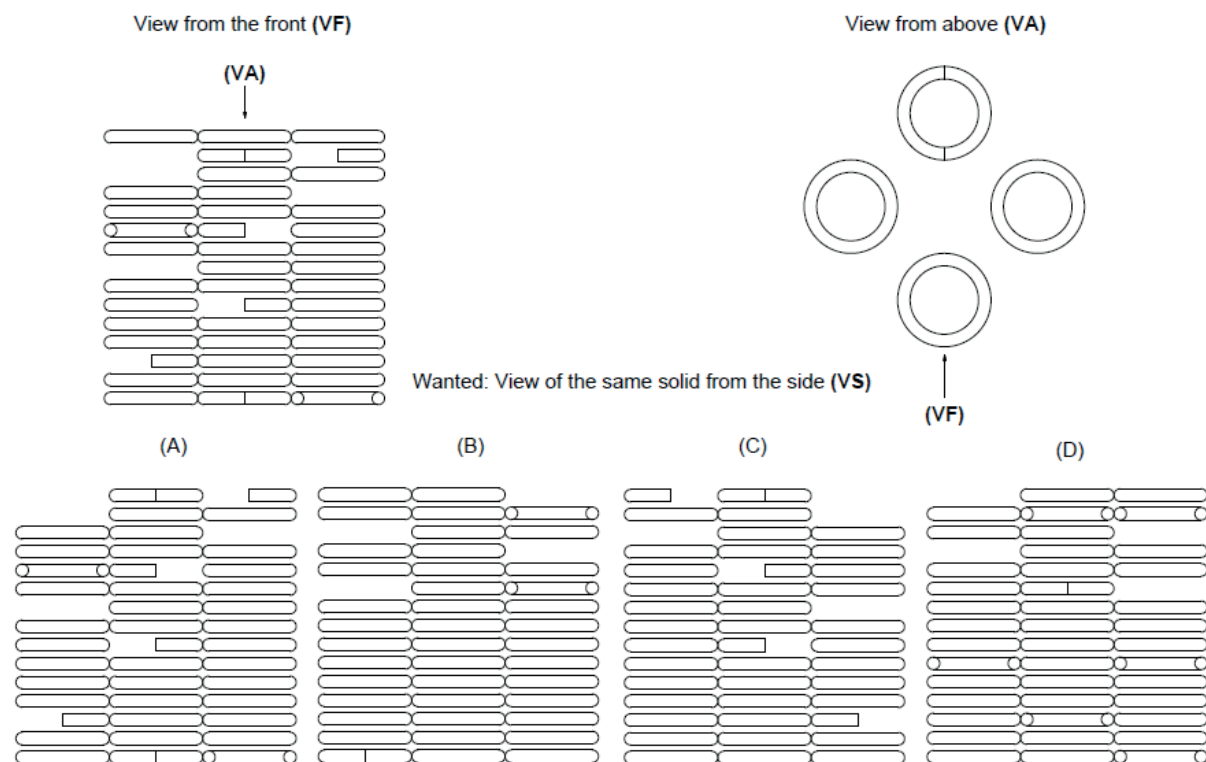 View from the front (VF)
View from above (VA)
(VA)
Wanted: View of the same solid from the side (VS)
(VF)
(A)
(B)
(C)
(D)